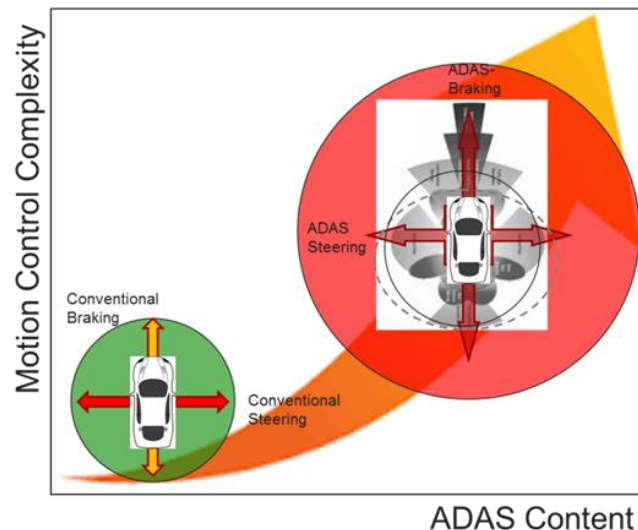 Motion Control Complexity
ADAS-
Braking
ADAS
Steering
Conventional
Braking
Conventional
Steering
ADAS Content